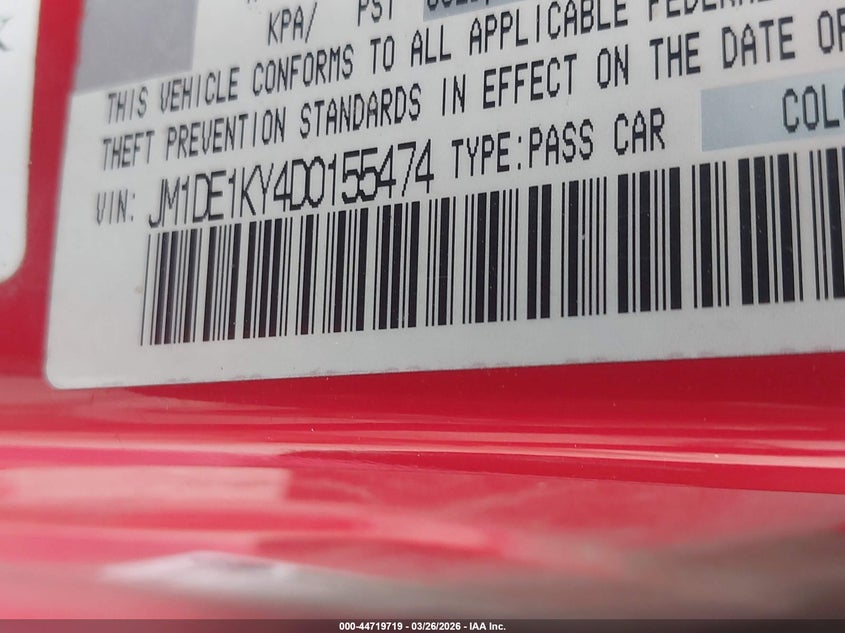 KPA/ PSI
THIS VEHICLE CONFORMS TO ALL APPLICABLE
THEFT PREVENTION STANDARDS IN EFFECT ON THE DATE OF
VIN: JM1DE1KY4D0155474 TYPE:PASS CAR
000-44719719 - 03/26/2026 - IAA Inc.